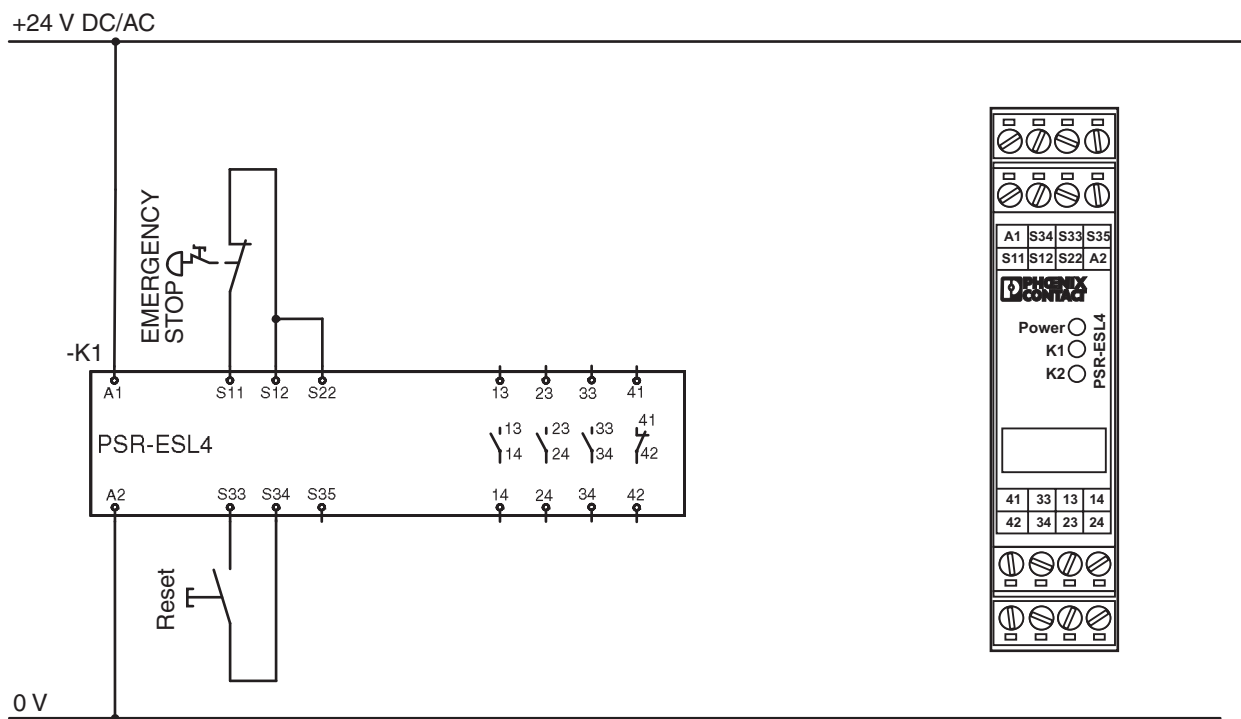 +24 V DC/AC
EMERGENCY
STOP
-K1
A1 S11 S12 S22 13 23 33 41
PSR-ESL4
13 23 33 41
14 24 34 42
A2 S33 S34 S35 14 24 34 42
Reset
0 V
A1 S34 S33 S35
S11 S12 S22 A2
PHŒNIX
CONTACT
Power
K1
K2
PSR-ESL4
41 33 13 14
42 34 23 24